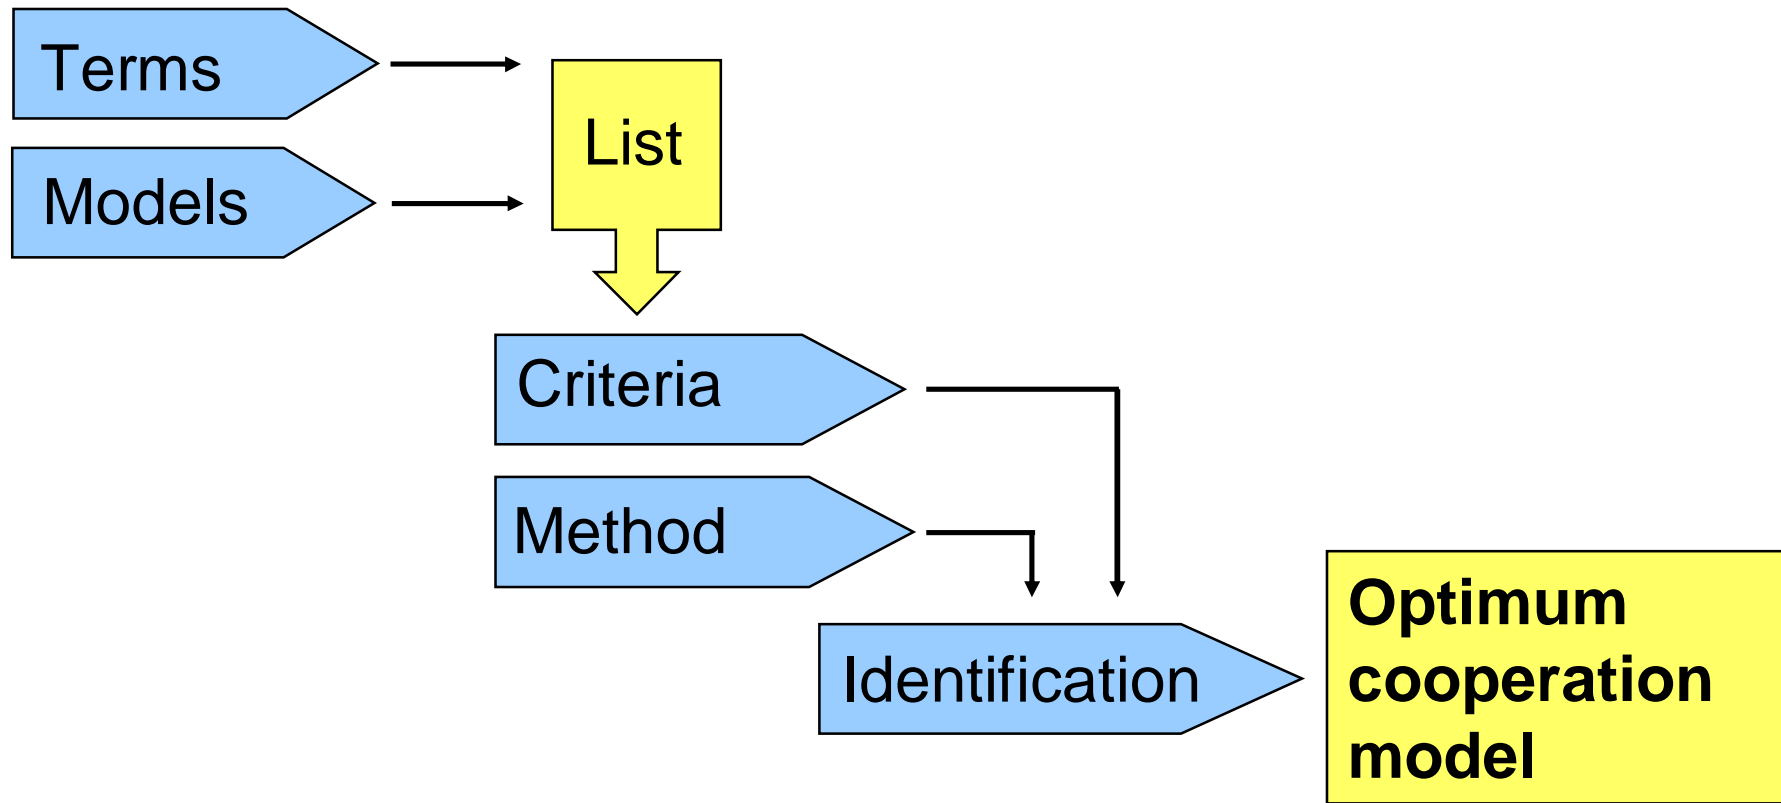 Terms
List
Models
Criteria
Method
Identification
Optimum
cooperation
model